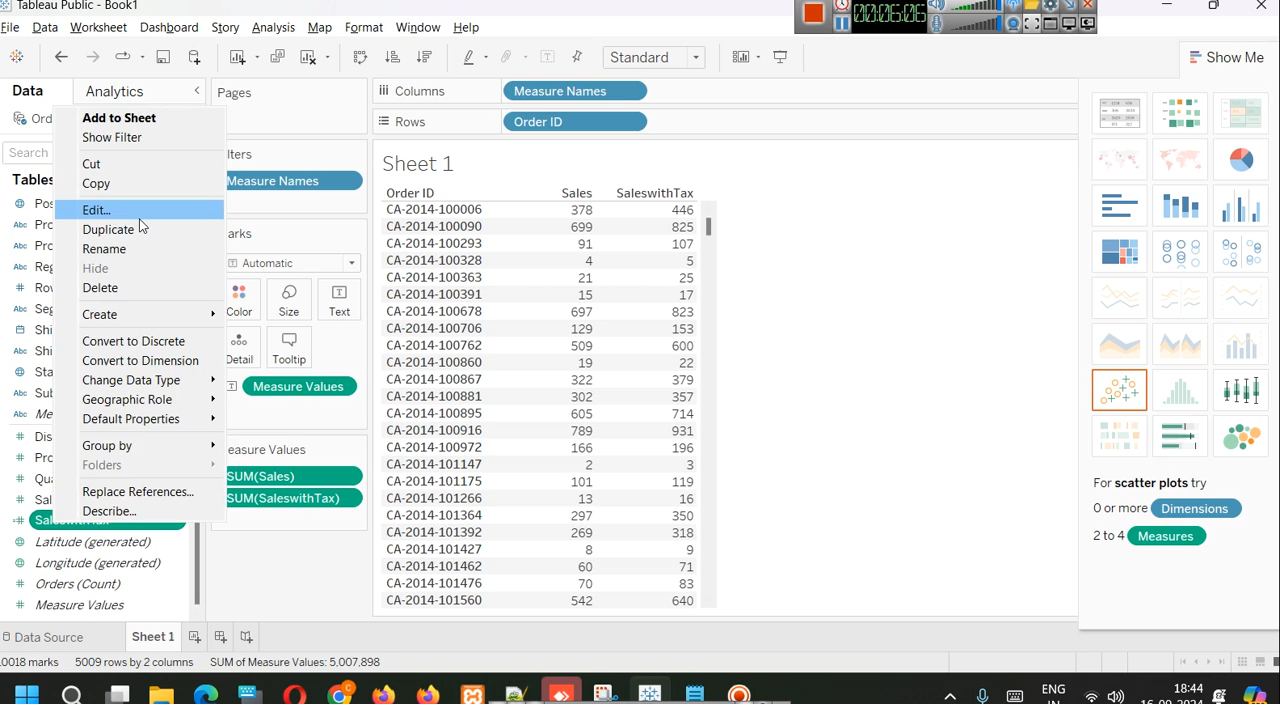 Tableau Public - Book1
00:06:06
File Data Worksheet Dashboard Story Analysis Map Format Window Help
Standard
Show Me
Data Analytics Pages
Columns Measure Names
Rows Order ID
Search
Tables
Add to Sheet
Show Filter
Cut
Copy
Edit...
Duplicate
Rename
Hide
Delete
Create
Convert to Discrete
Convert to Dimension
Change Data Type
Geographic Role
Default Properties
Group by
Folders
Replace References...
Describe...
Latitude (generated)
Longitude (generated)
Orders (Count)
Measure Values
Measure Names
Automatic
Color Size Text
Detail Tooltip
Measure Values
SUM(Sales)
SUM(SaleswithTax)
Sheet 1
Order ID Sales SaleswithTax
CA-2014-100006 378 446
CA-2014-100090 699 825
CA-2014-100293 91 107
CA-2014-100328 4 5
CA-2014-100363 21 25
CA-2014-100391 15 17
CA-2014-100678 697 823
CA-2014-100706 129 153
CA-2014-100762 509 600
CA-2014-100860 19 22
CA-2014-100867 322 379
CA-2014-100881 302 357
CA-2014-100895 605 714
CA-2014-100916 789 931
CA-2014-100972 166 196
CA-2014-101147 2 3
CA-2014-101175 101 119
CA-2014-101266 13 16
CA-2014-101364 297 350
CA-2014-101392 269 318
CA-2014-101427 8 9
CA-2014-101462 60 71
CA-2014-101476 70 83
CA-2014-101560 542 640
For scatter plots try
0 or more Dimensions
2 to 4 Measures
Data Source Sheet 1
5009 rows by 2 columns SUM of Measure Values: 5,007,898
ENG
IN
18:44
16-09-2024